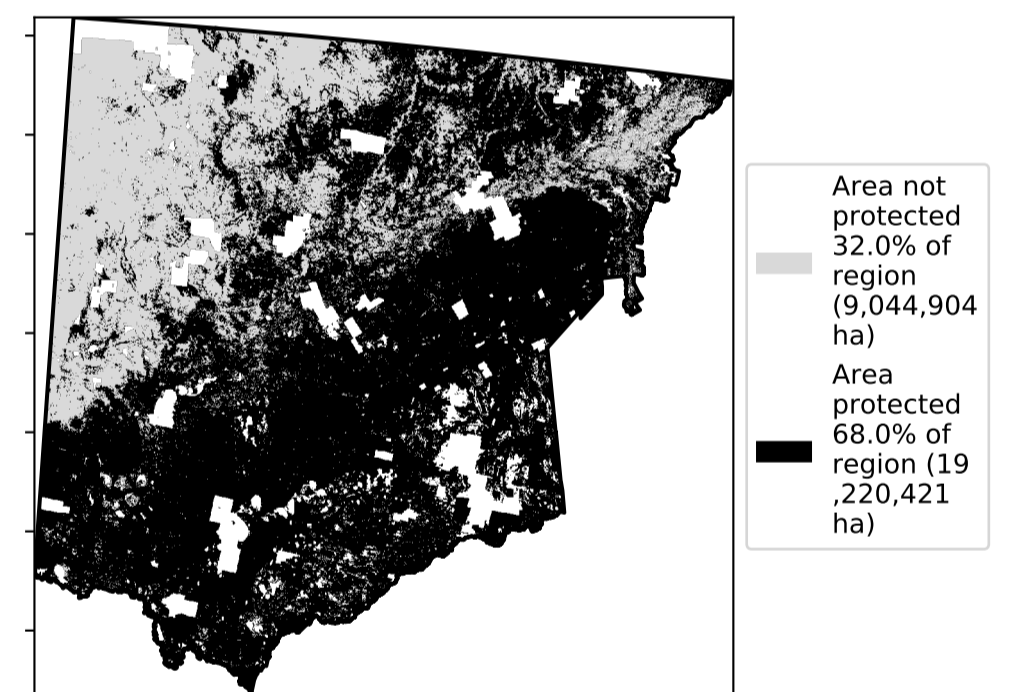 Area not
protected
32.0% of
region
(9,044,904
ha)
Area
protected
68.0% of
region (19
,220,421
ha)